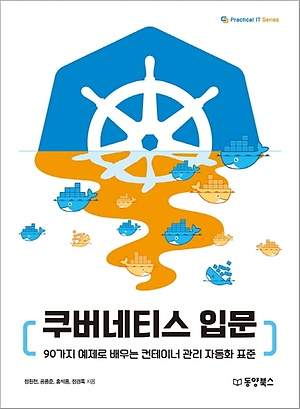 Practical IT Series
쿠버네티스 입문
90가지 예제로 배우는 컨테이너 관리 자동화 표준
정원천, 공용준, 홍석용, 정경록 지음
동양북스